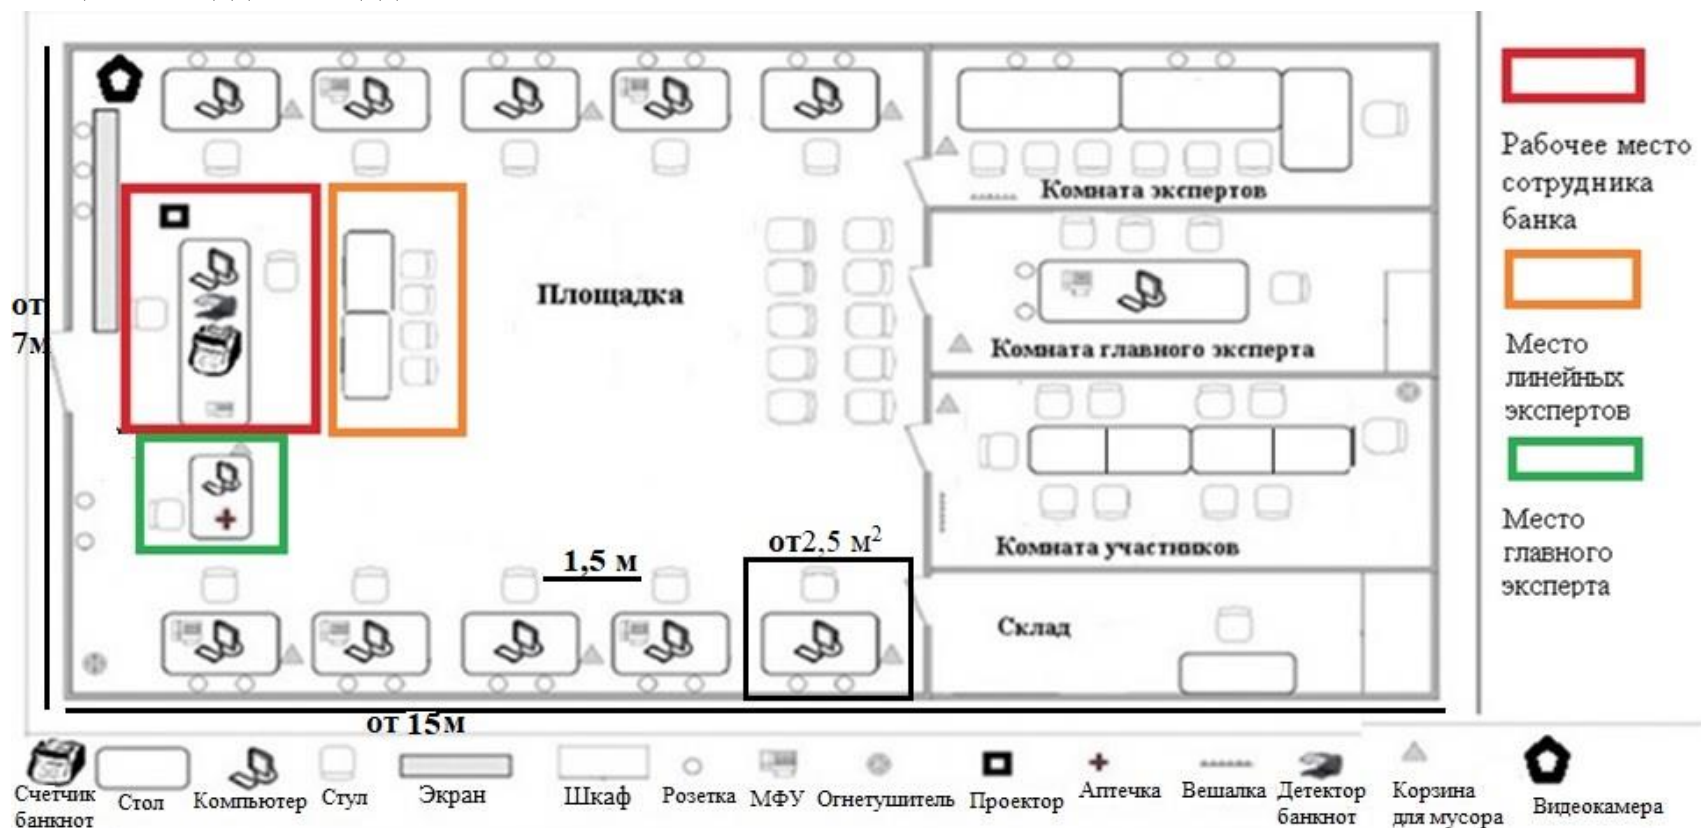 Комната экспертов
Рабочее место
сотрудника
банка
Площадка
от
7м
Комната главного эксперта
Место
линейных
экспертов
Комната участников
от2,5 м²
1,5 м
Место
главного
эксперта
Склад
от 15м
Счетчик
банкнот
Стол
Компьютер
Стул
Экран
Шкаф
Розетка
МФУ
Огнетушитель
Проектор
Аптечка
Вешалка
Детектор
банкнот
Корзина
для мусора
Видеокамера